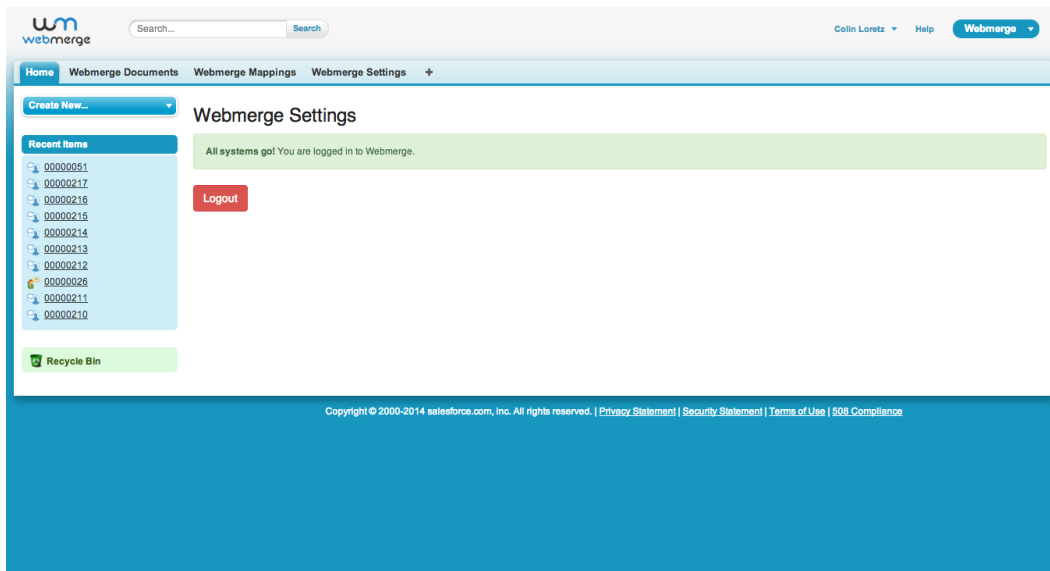 wm
webmerge
Search...
Search
Colin Loretz
Help
Webmerge
Home
Webmerge Documents
Webmerge Mappings
Webmerge Settings
+
Create New...
Webmerge Settings
All systems go! You are logged in to Webmerge.
Logout
Recent Items
00000051
00000217
00000216
00000215
00000214
00000213
00000212
00000026
00000211
00000210
Recycle Bin
Copyright © 2000-2014 salesforce.com, inc. All rights reserved. | Privacy Statement | Security Statement | Terms of Use | 508 Compliance